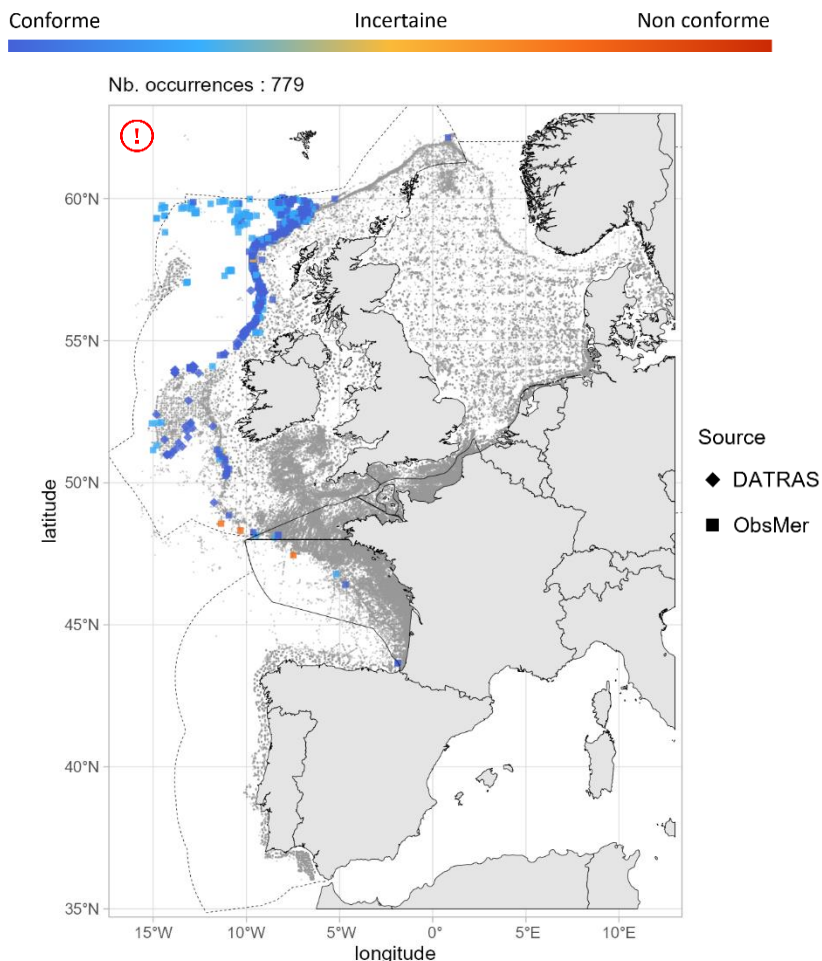 Conforme Incertaine Non conforme
Nb. occurrences : 779
!
60°N
55°N
50°N
45°N
40°N
35°N
latitude
15°W 10°W 5°W 0° 5°E 10°E
longitude
Source
DATRAS
ObsMer